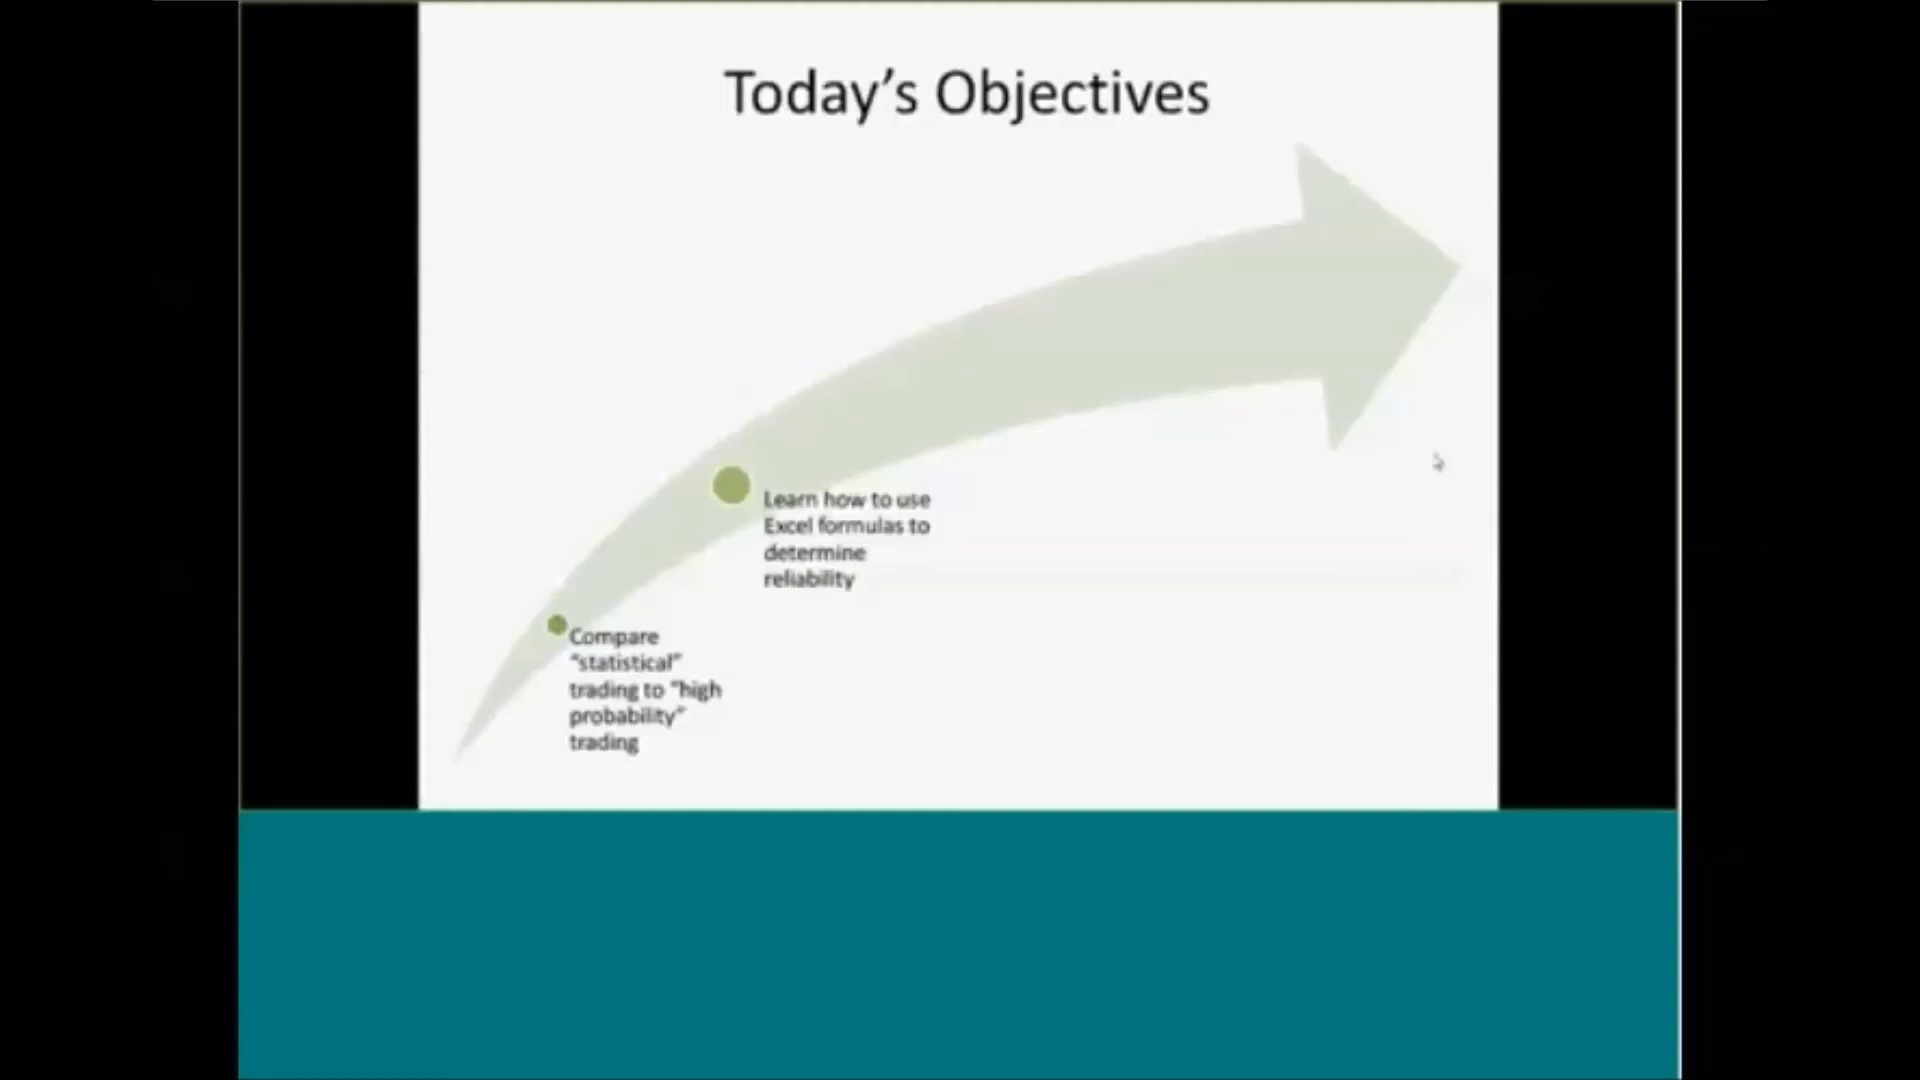 Today’s Objectives
Learn how to use
Excel formulas to
determine
reliability
Compare
“statistical”
trading to “high
probability”
trading